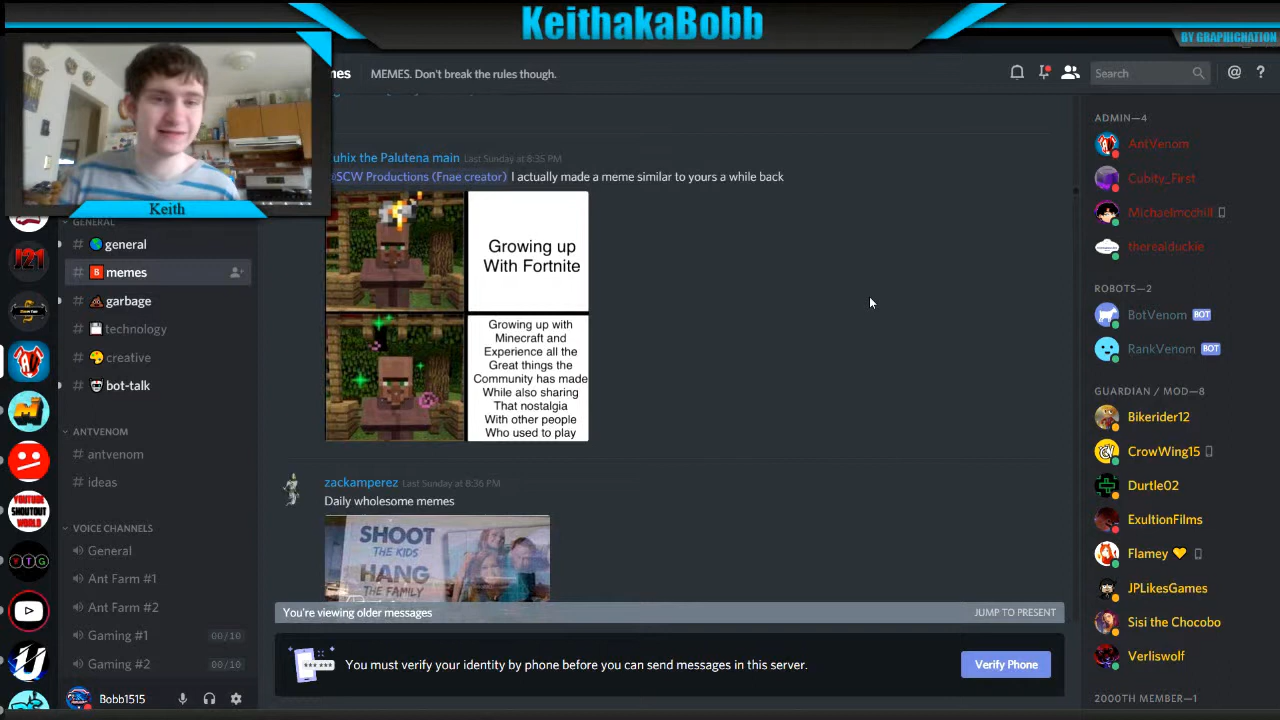 KeithakaBobb
BY GRAPHIGNATION
Keith
nes
MEMES. Don't break the rules though.
Search
@
?
uhix the Palutena main Last Sunday at 8:35 PM
@SCW Productions (Fnae creator) I actually made a meme similar to yours a while back
Growing up
With Fortnite
Growing up with
Minecraft and
Experience all the
Great things the
Community has made
While also sharing
That nostalgia
With other people
Who used to play
zackamperez Last Sunday at 8:36 PM
Daily wholesome memes
SHOOT
THE KIDS
HANG
THE FAMILY
You're viewing older messages
JUMP TO PRESENT
You must verify your identity by phone before you can send messages in this server.
Verify Phone
GENERAL
# general
# B memes
# garbage
# technology
# creative
# bot-talk
ANTVENOM
# antvenom
# ideas
VOICE CHANNELS
General
Ant Farm #1
Ant Farm #2
Gaming #1 00/10
Gaming #2 00/10
Bobb1515
J21
YOUTUBE
SHOUTOUT
WORLD
ADMIN—4
AntVenom
Cubity_First
Michaelmcchill
therealduckie
ROBOTS—2
BotVenom BOT
RankVenom BOT
GUARDIAN / MOD—8
Bikerider12
CrowWing15
Durtle02
ExultionFilms
Flamey
JPLikesGames
Sisi the Chocobo
Verliswolf
2000TH MEMBER—1